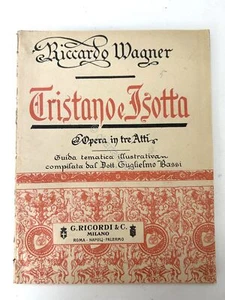 Riccardo Wagner
Tristano e Isotta
Opera in tre Atti
Guida tematica illustrativa
compilata dal Dott. Guglielmo Bassi
G. RICORDI & C.
MILANO
ROMA - NAPOLI - PALERMO